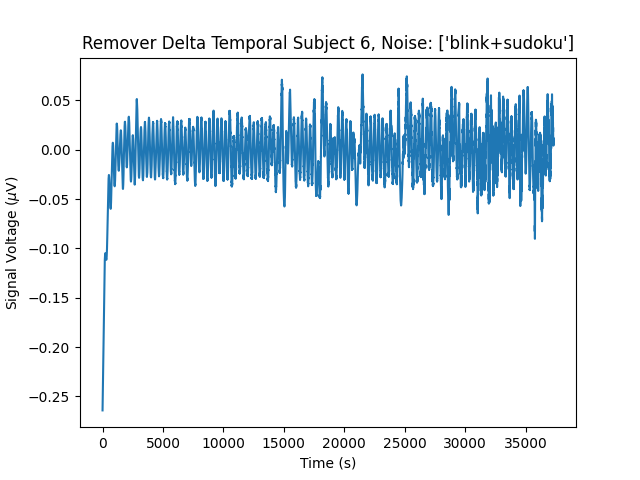 Remover Delta Temporal Subject 6, Noise: ['blink+sudoku']
0.05
0.00
−0.05
−0.10
−0.15
−0.20
−0.25
Signal Voltage (μV)
0 5000 10000 15000 20000 25000 30000 35000
Time (s)